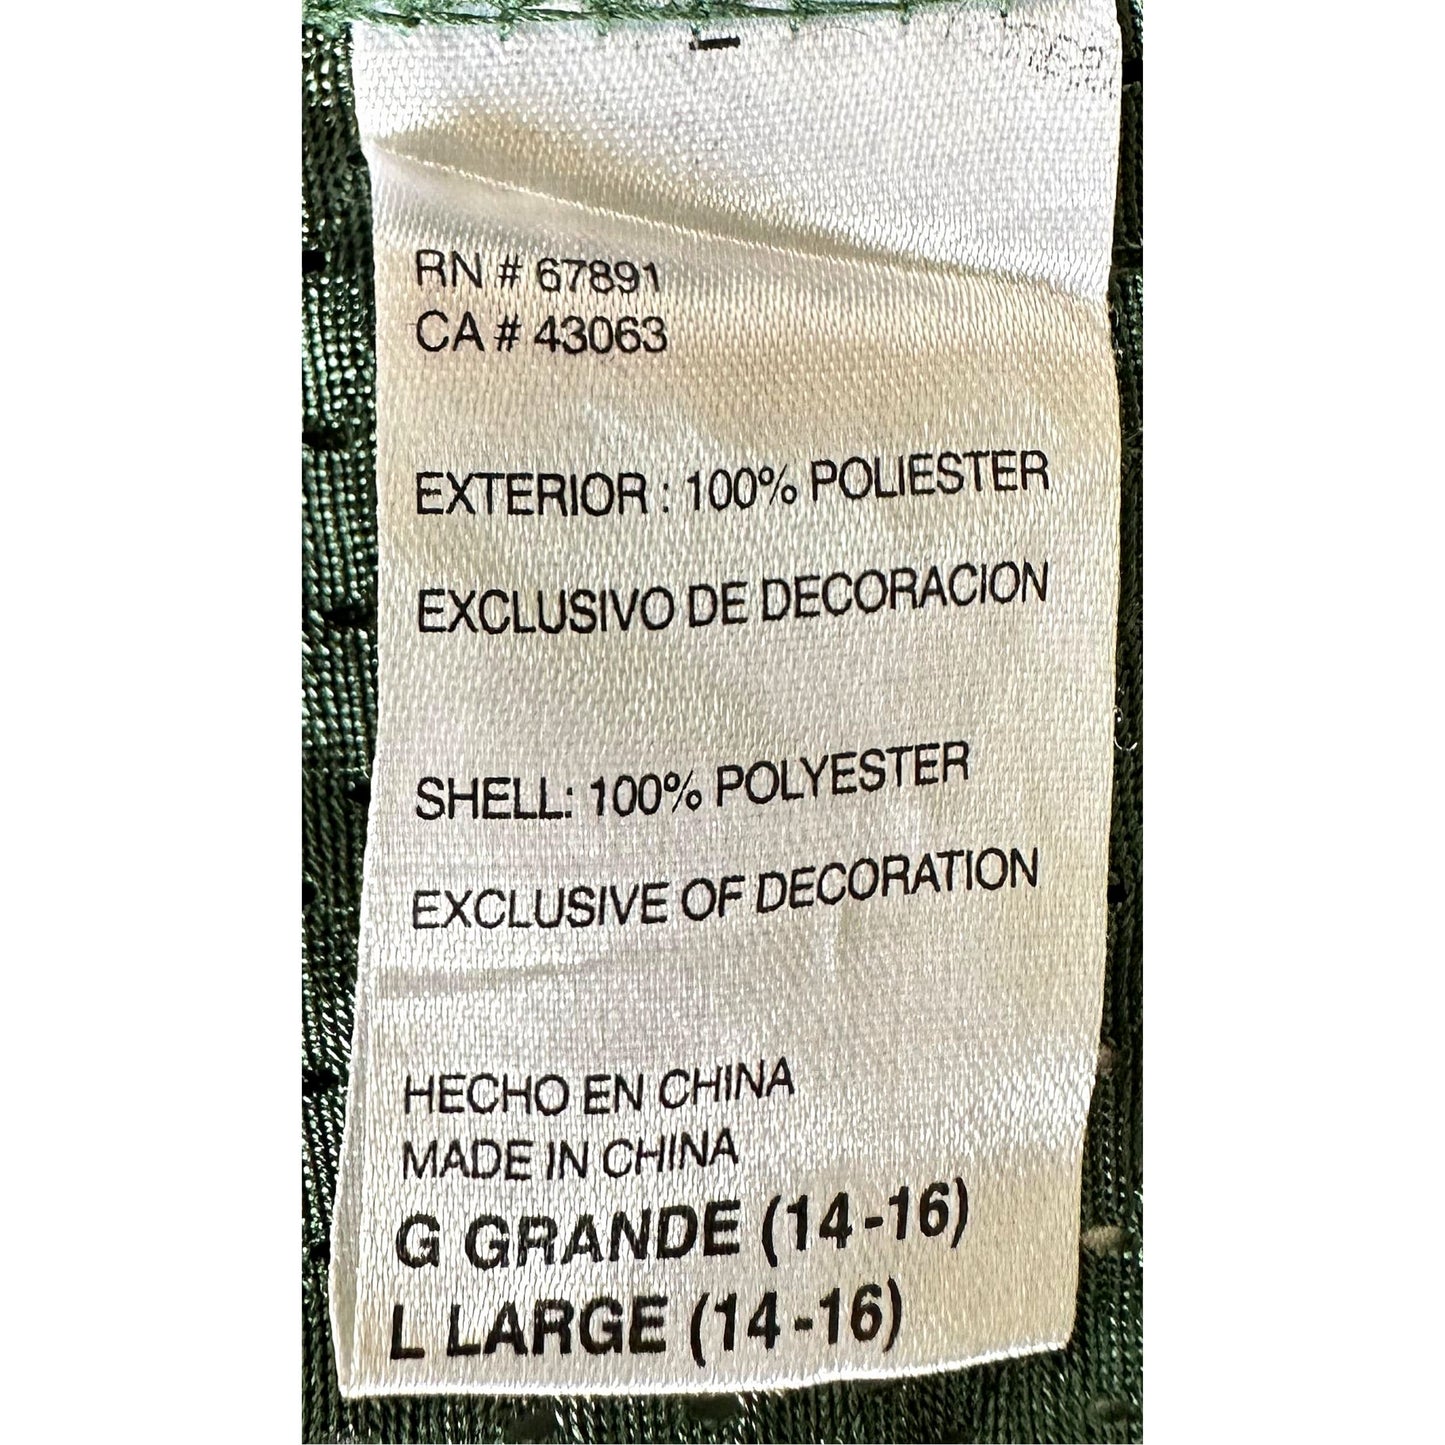 RN # 67891
CA # 43063
EXTERIOR : 100% POLIESTER
EXCLUSIVO DE DECORACION
SHELL: 100% POLYESTER
EXCLUSIVE OF DECORATION
HECHO EN CHINA
MADE IN CHINA
G GRANDE (14-16)
L LARGE (14-16)